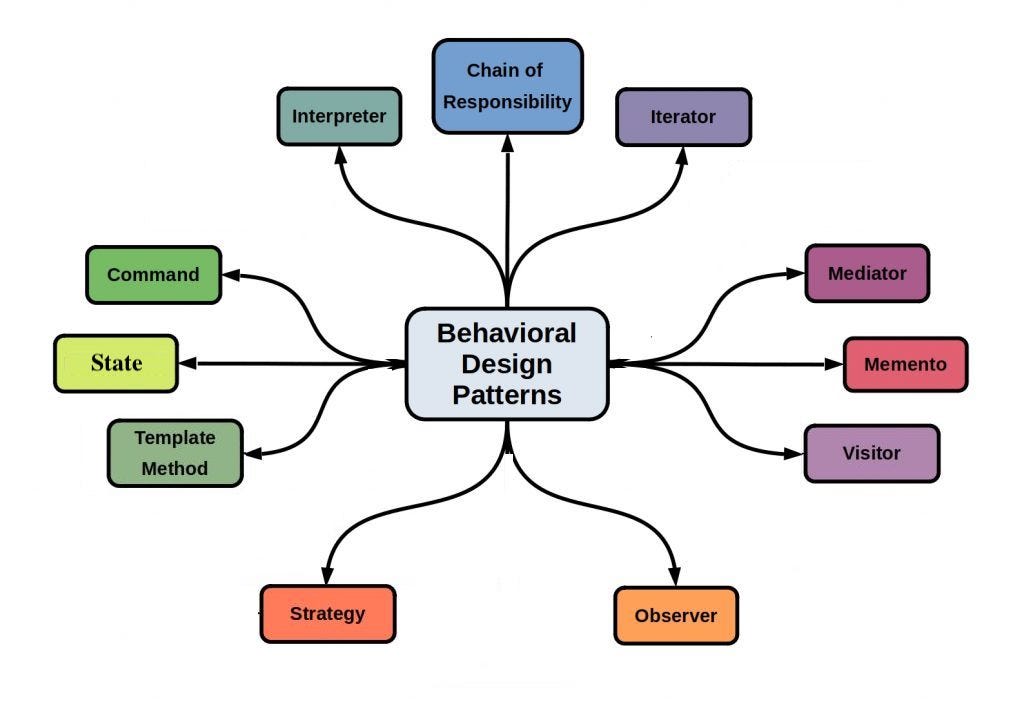 Chain of
Responsibility
Interpreter
Iterator
Command
Mediator
Behavioral
Design
Patterns
State
Memento
Template
Method
Visitor
Strategy
Observer